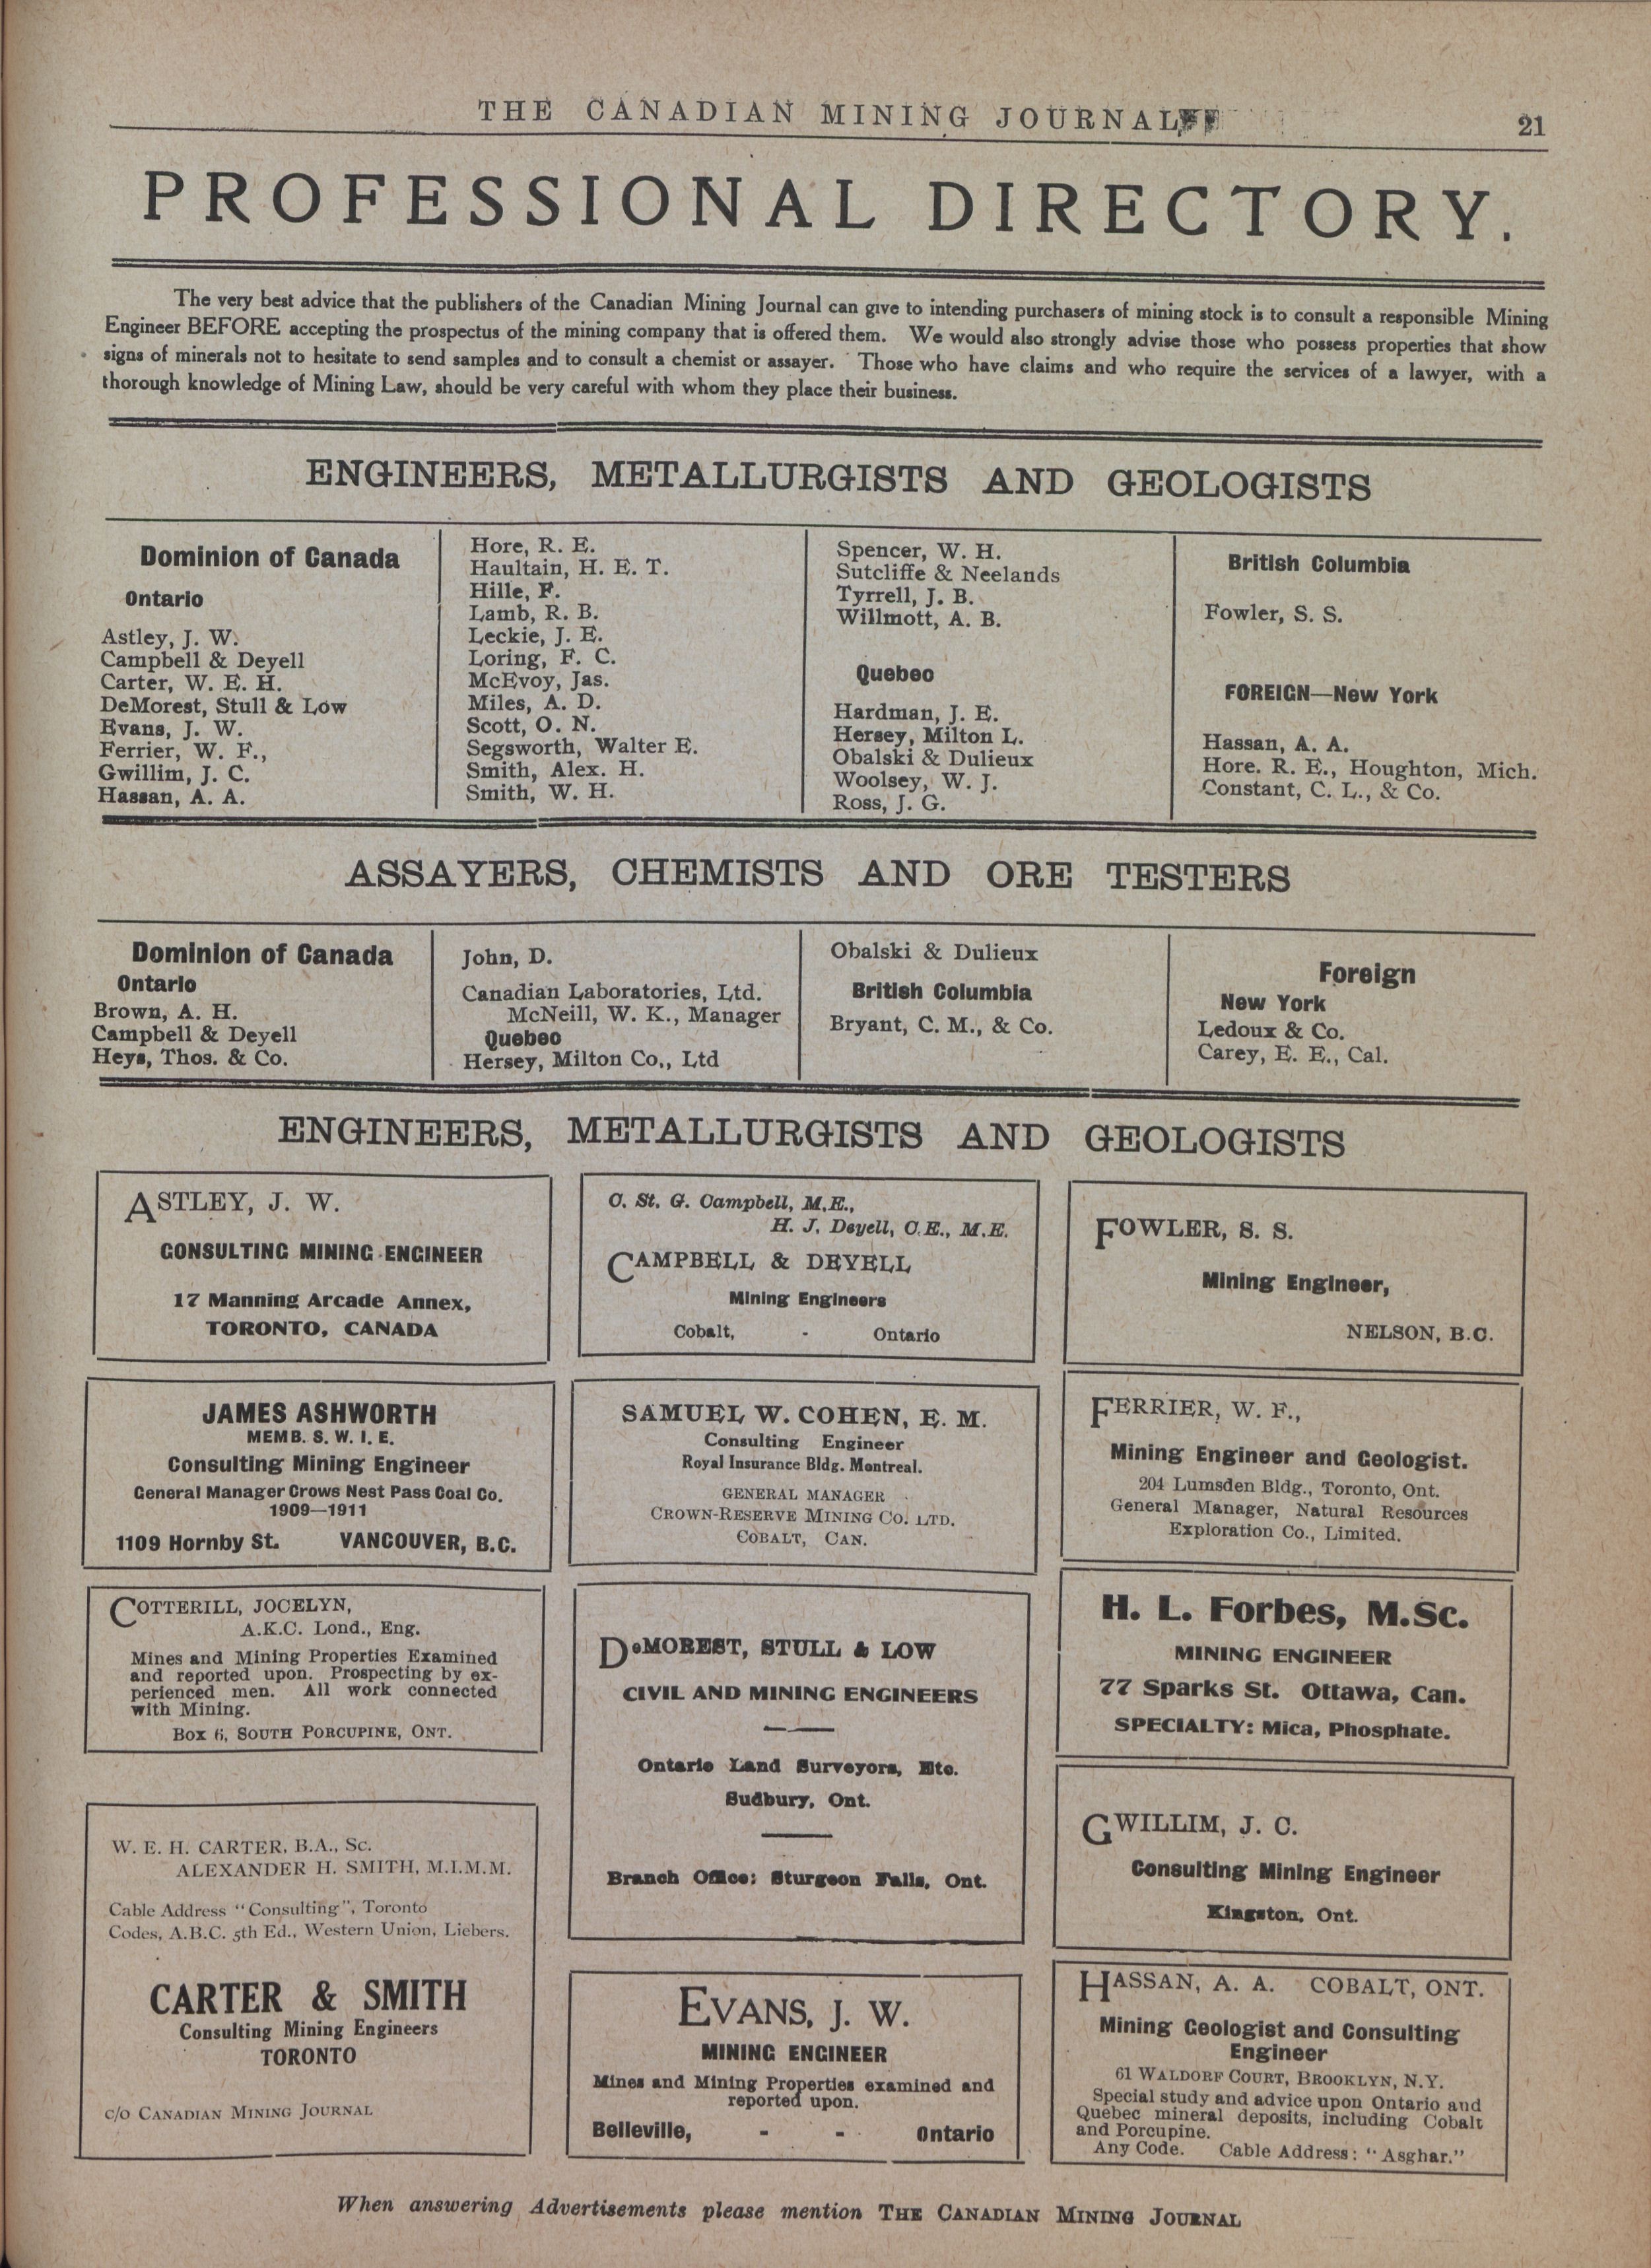 THE CANADIAN MINING JOURNAL
21
PROFESSIONAL DIRECTORY.
The very best advice that the publishers of the Canadian Mining Journal can give to intending purchasers of mining stock is to consult a responsible Mining
Engineer BEFORE accepting the prospectus of the mining company that is offered them. We would also strongly advise those who possess properties that show
signs of minerals not to hesitate to send samples and to consult a chemist or assayer. Those who have claims and who require the services of a lawyer, with a
thorough knowledge of Mining Law, should be very careful with whom they place their business.
ENGINEERS, METALLURGISTS AND GEOLOGISTS
Dominion of Canada
Ontario
Astley, J. W.
Campbell & Deyell
Carter, W. E. H.
DeMorest, Stull & Low
Evans, J. W.
Ferrier, W. F.,
Gwillim, J. C.
Hassan, A. A.
Hore, R. E.
Haultain, H. E. T.
Hille, F.
Lamb, R. B.
Leckie, J. E.
Loring, F. C.
McEvoy, Jas.
Miles, A. D.
Scott, O. N.
Segsworth, Walter E.
Smith, Alex. H.
Smith, W. H.
Spencer, W. H.
Sutcliffe & Neelands
Tyrrell, J. B.
Willmott, A. B.
Quebec
Hardman, J. E.
Hersey, Milton L.
Obalski & Dulieux
Woolsey, W. J.
Ross, J. G.
British Columbia
Fowler, S. S.
FOREIGN—New York
Hassan, A. A.
Hore. R. E., Houghton, Mich.
Constant, C. L., & Co.
ASSAYERS, CHEMISTS AND ORE TESTERS
Dominion of Canada
Ontario
Brown, A. H.
Campbell & Deyell
Heys, Thos. & Co.
John, D.
Canadian Laboratories, Ltd.
McNeill, W. K., Manager
Quebec
Hersey, Milton Co., Ltd
Obalski & Dulieux
British Columbia
Bryant, C. M., & Co.
Foreign
New York
Ledoux & Co.
Carey, E. E., Cal.
ENGINEERS, METALLURGISTS AND GEOLOGISTS
ASTLEY, J. W.
CONSULTING MINING ENGINEER
17 Manning Arcade Annex,
TORONTO, CANADA
JAMES ASHWORTH
MEMB. S. W. I. E.
Consulting Mining Engineer
General Manager Crows Nest Pass Coal Co.
1909—1911
1109 Hornby St. VANCOUVER, B.C.
COTTERILL, JOCELYN,
A.K.C. Lond., Eng.
Mines and Mining Properties Examined
and reported upon. Prospecting by ex-
perienced men. All work connected
with Mining.
Box 6, SOUTH PORCUPINE, ONT.
W. E. H. CARTER, B.A., Sc.
ALEXANDER H. SMITH, M.I.M.M.
Cable Address "Consulting", Toronto
Codes, A.B.C. 5th Ed., Western Union, Liebers.
CARTER & SMITH
Consulting Mining Engineers
TORONTO
c/o CANADIAN MINING JOURNAL
C. St. G. Campbell, M.E.,
H. J. Deyell, C.E., M.E.
CAMPBELL & DEYELL
Mining Engineers
Cobalt, - Ontario
SAMUEL W. COHEN, E. M.
Consulting Engineer
Royal Insurance Bldg. Montreal.
GENERAL MANAGER
CROWN-RESERVE MINING CO. LTD.
COBALT, CAN.
DeMOREST, STULL & LOW
CIVIL AND MINING ENGINEERS
Ontario Land Surveyors, Etc.
Sudbury, Ont.
Branch Office: Sturgeon Falls, Ont.
EVANS, J. W.
MINING ENGINEER
Mines and Mining Properties examined and
reported upon.
Belleville, - - Ontario
FOWLER, S. S.
Mining Engineer,
NELSON, B.C.
FERRIER, W. F.,
Mining Engineer and Geologist.
204 Lumsden Bldg., Toronto, Ont.
General Manager, Natural Resources
Exploration Co., Limited.
H. L. Forbes, M.Sc.
MINING ENGINEER
77 Sparks St. Ottawa, Can.
SPECIALTY: Mica, Phosphate.
GWILLIM, J. C.
Consulting Mining Engineer
Kingston, Ont.
HASSAN, A. A. COBALT, ONT.
Mining Geologist and Consulting
Engineer
61 WALDORF COURT, BROOKLYN, N.Y.
Special study and advice upon Ontario and
Quebec mineral deposits, including Cobalt
and Porcupine.
Any Code. Cable Address: "Asghar."
When answering Advertisements please mention THE CANADIAN MINING JOURNAL